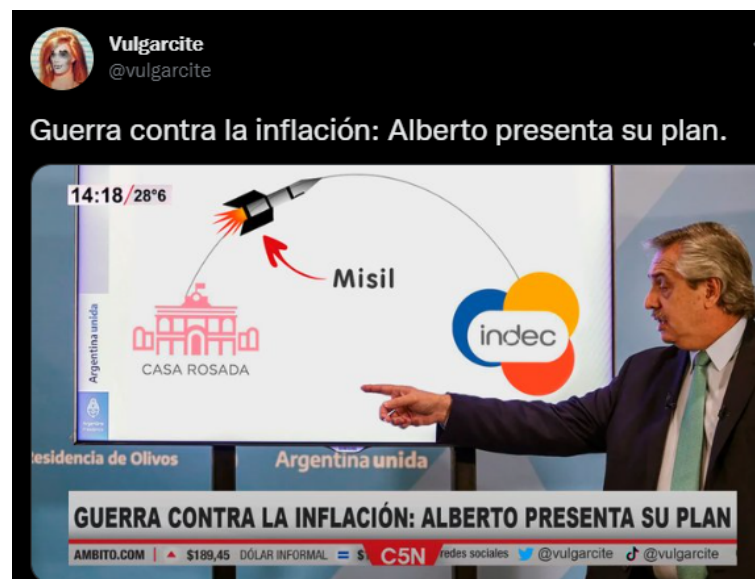 Vulgarcite
@vulgarcite
Guerra contra la inflación: Alberto presenta su plan.
14:18/28°6
Misil
CASA ROSADA
indec
Argentina unida
esidencia de Olivos
Argentina unida
GUERRA CONTRA LA INFLACIÓN: ALBERTO PRESENTA SU PLAN
AMBITO.COM | $189,45 DÓLAR INFORMAL = $ C5N redes sociales @vulgarcite @vulgarcite